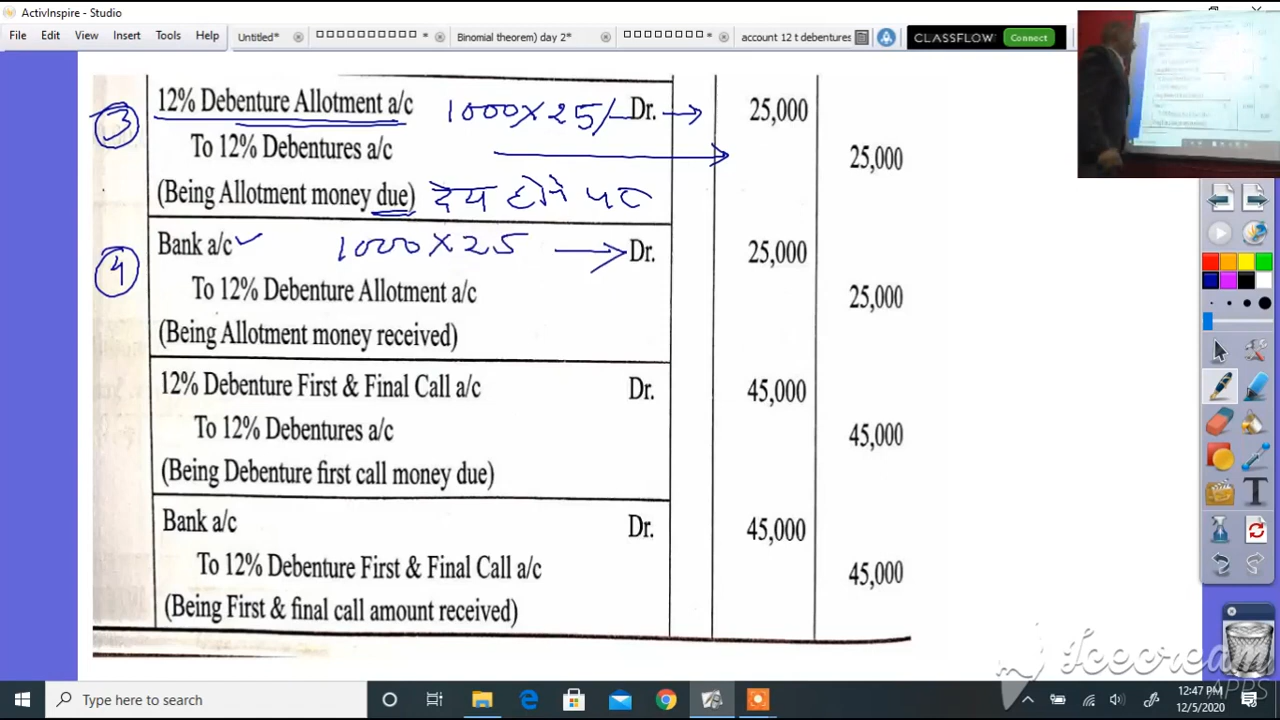 ActivInspire - Studio
File Edit View Insert Tools Help
Untitled*
Binomial theorem) day 2*
account 12 t debentures
CLASSFLOW Connect
3
12% Debenture Allotment a/c 1000×25/- Dr. 25,000
To 12% Debentures a/c 25,000
(Being Allotment money due) देय होने पर
4
Bank a/c 1000×25 Dr. 25,000
To 12% Debenture Allotment a/c 25,000
(Being Allotment money received)
12% Debenture First & Final Call a/c Dr. 45,000
To 12% Debentures a/c 45,000
(Being Debenture first call money due)
Bank a/c Dr. 45,000
To 12% Debenture First & Final Call a/c 45,000
(Being First & final call amount received)
Icecream
APPS
Type here to search
12:47 PM
12/5/2020